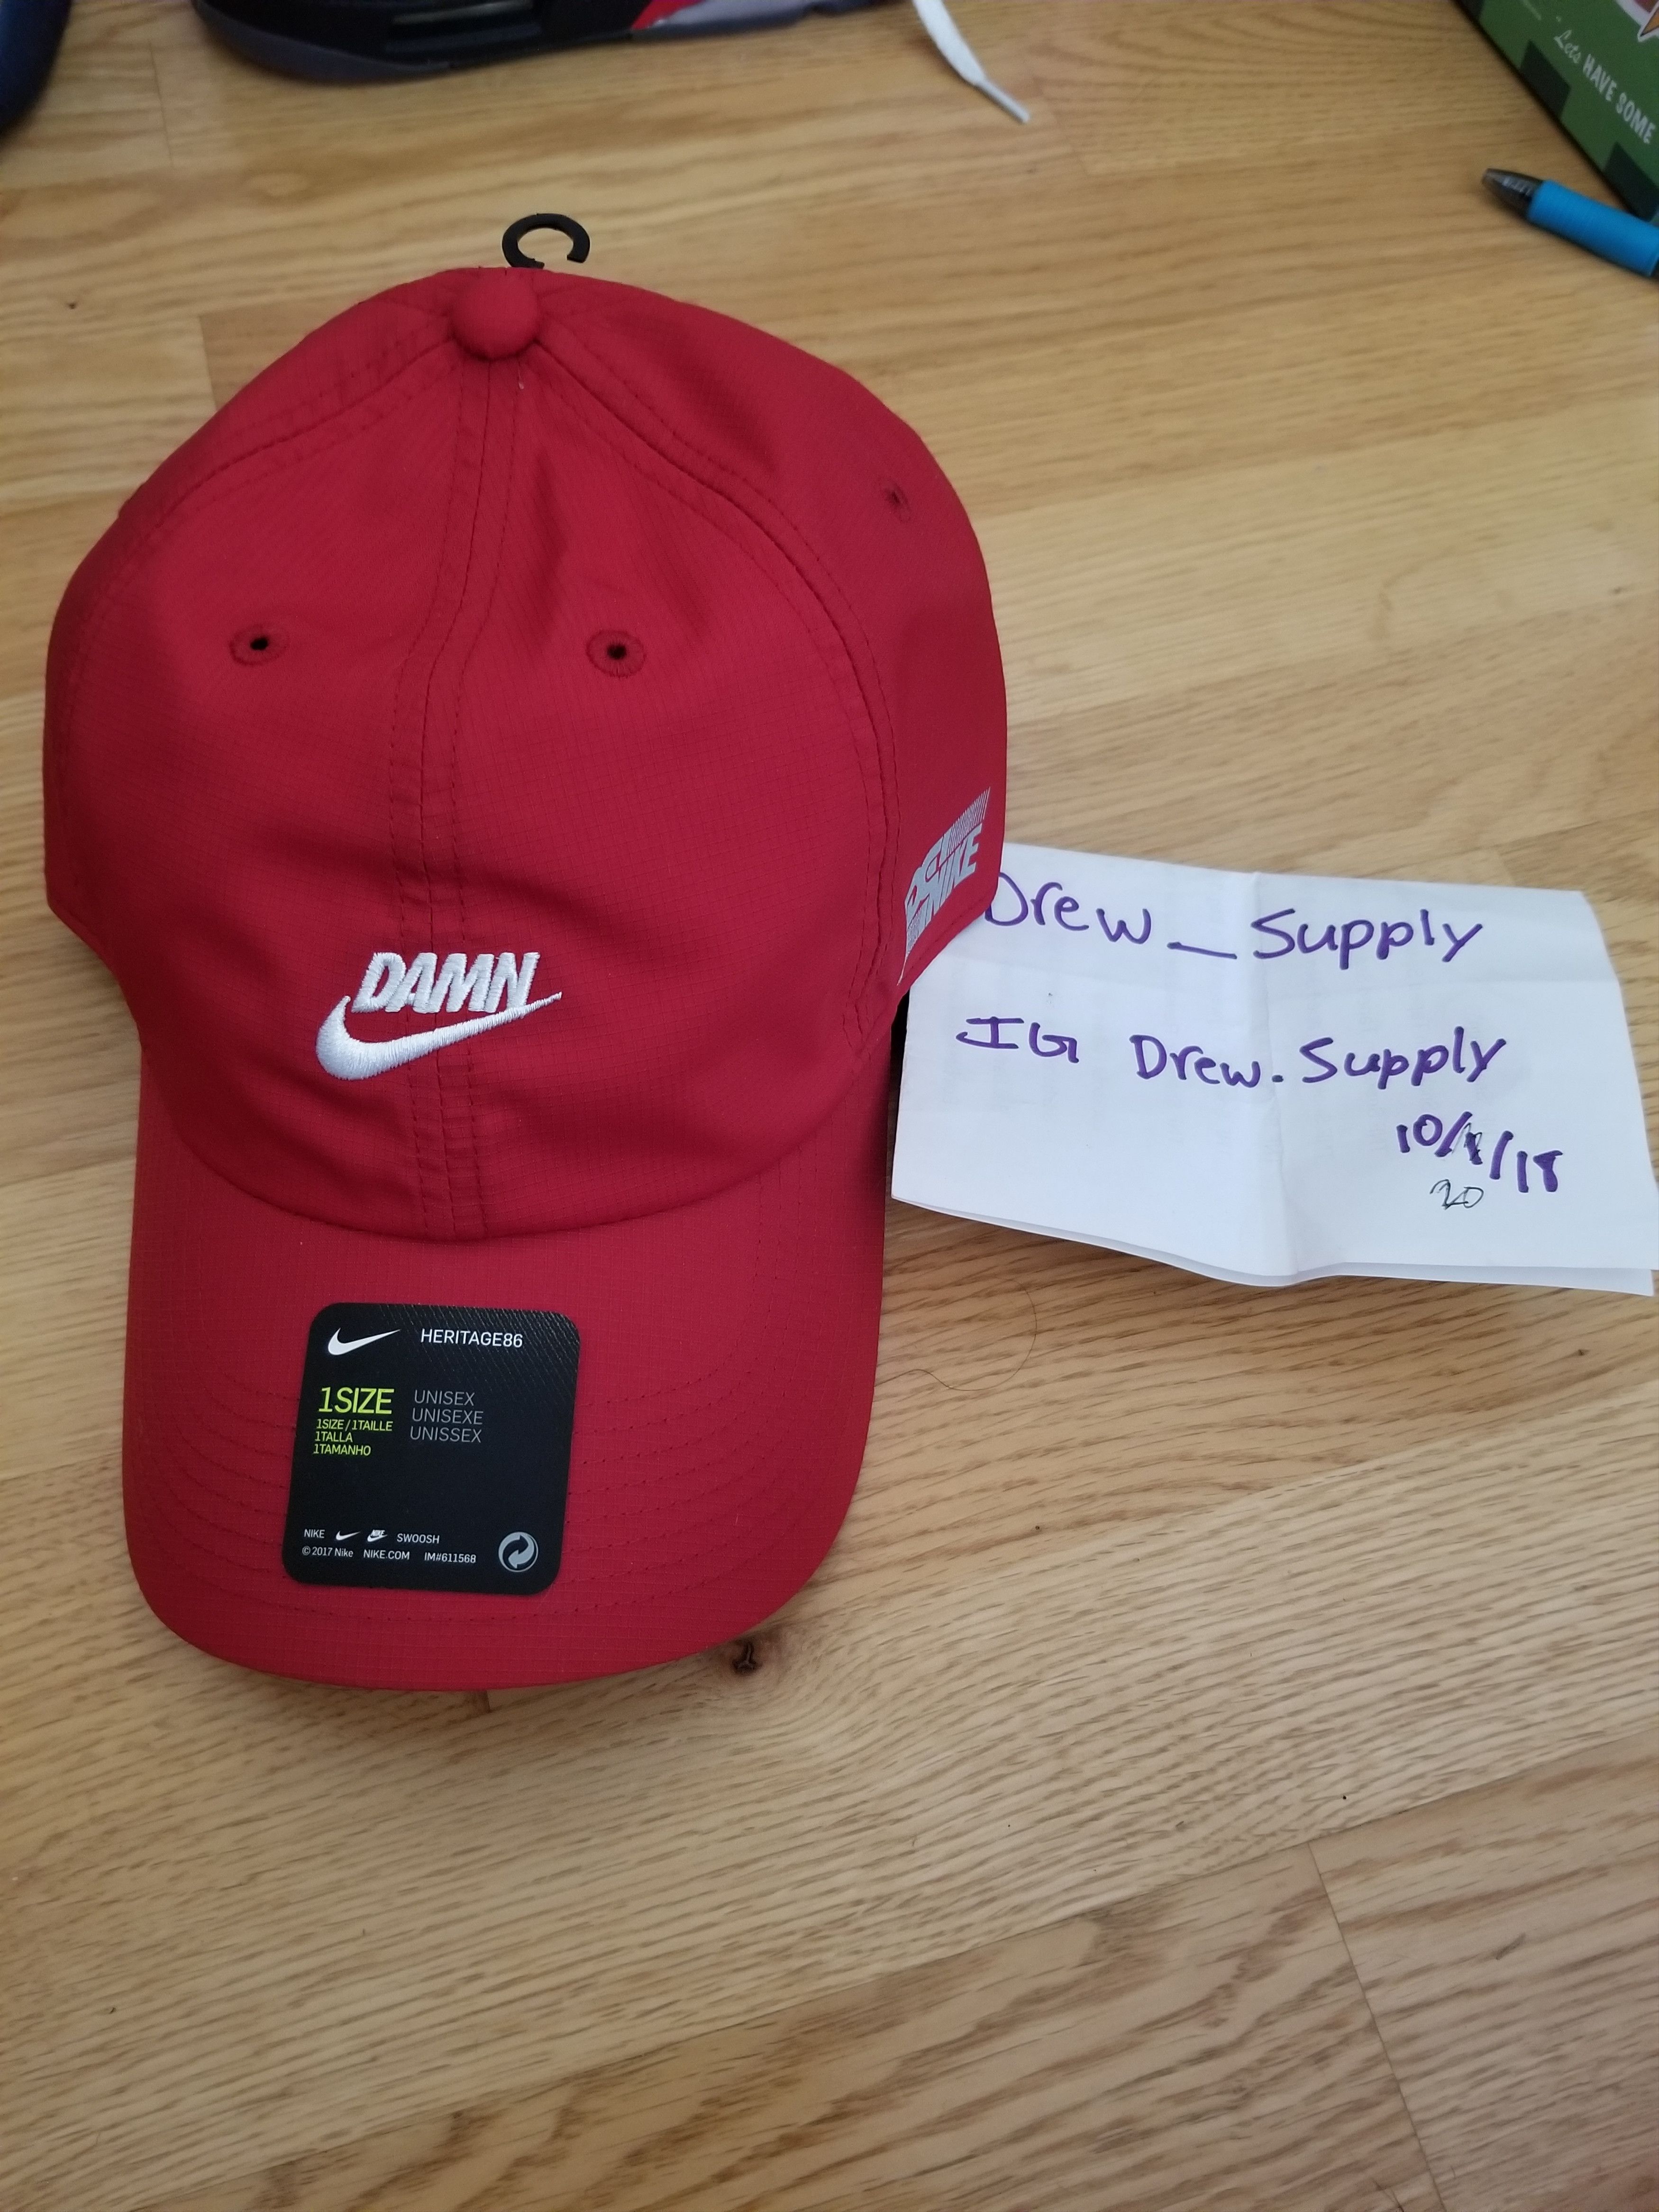 Lets HAVE SOME
NIKE
DAMN
Drew_Supply
IG Drew.Supply
10/ /18
20
HERITAGE86
1SIZE
1SIZE / 1TAILLE
1TALLA
1TAMANHO
UNISEX
UNISEXE
UNISSEX
NIKE SWOOSH
© 2017 Nike NIKE.COM IM#611568